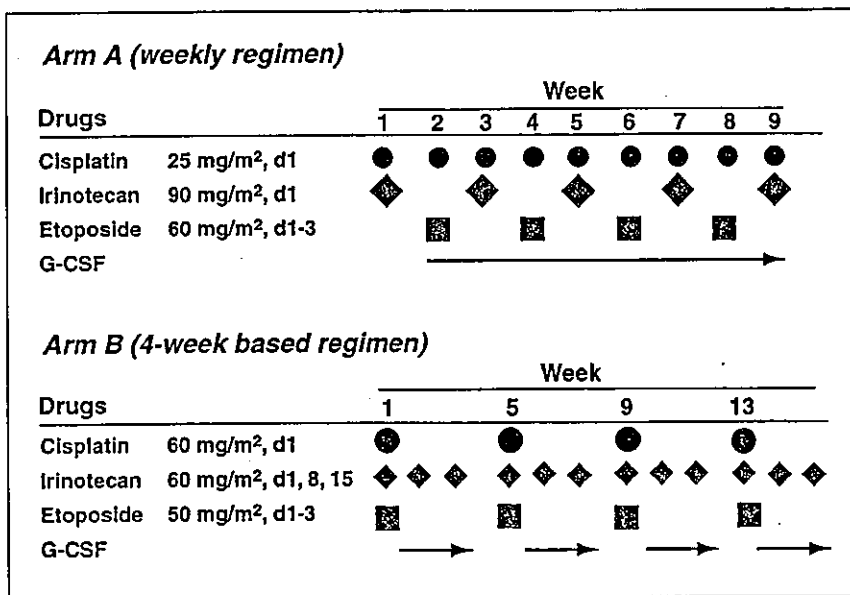 Arm A (weekly regimen)
Week
Drugs 1 2 3 4 5 6 7 8 9
Cisplatin 25 mg/m², d1
Irinotecan 90 mg/m², d1
Etoposide 60 mg/m², d1-3
G-CSF
Arm B (4-week based regimen)
Week
Drugs 1 5 9 13
Cisplatin 60 mg/m², d1
Irinotecan 60 mg/m², d1, 8, 15
Etoposide 50 mg/m², d1-3
G-CSF